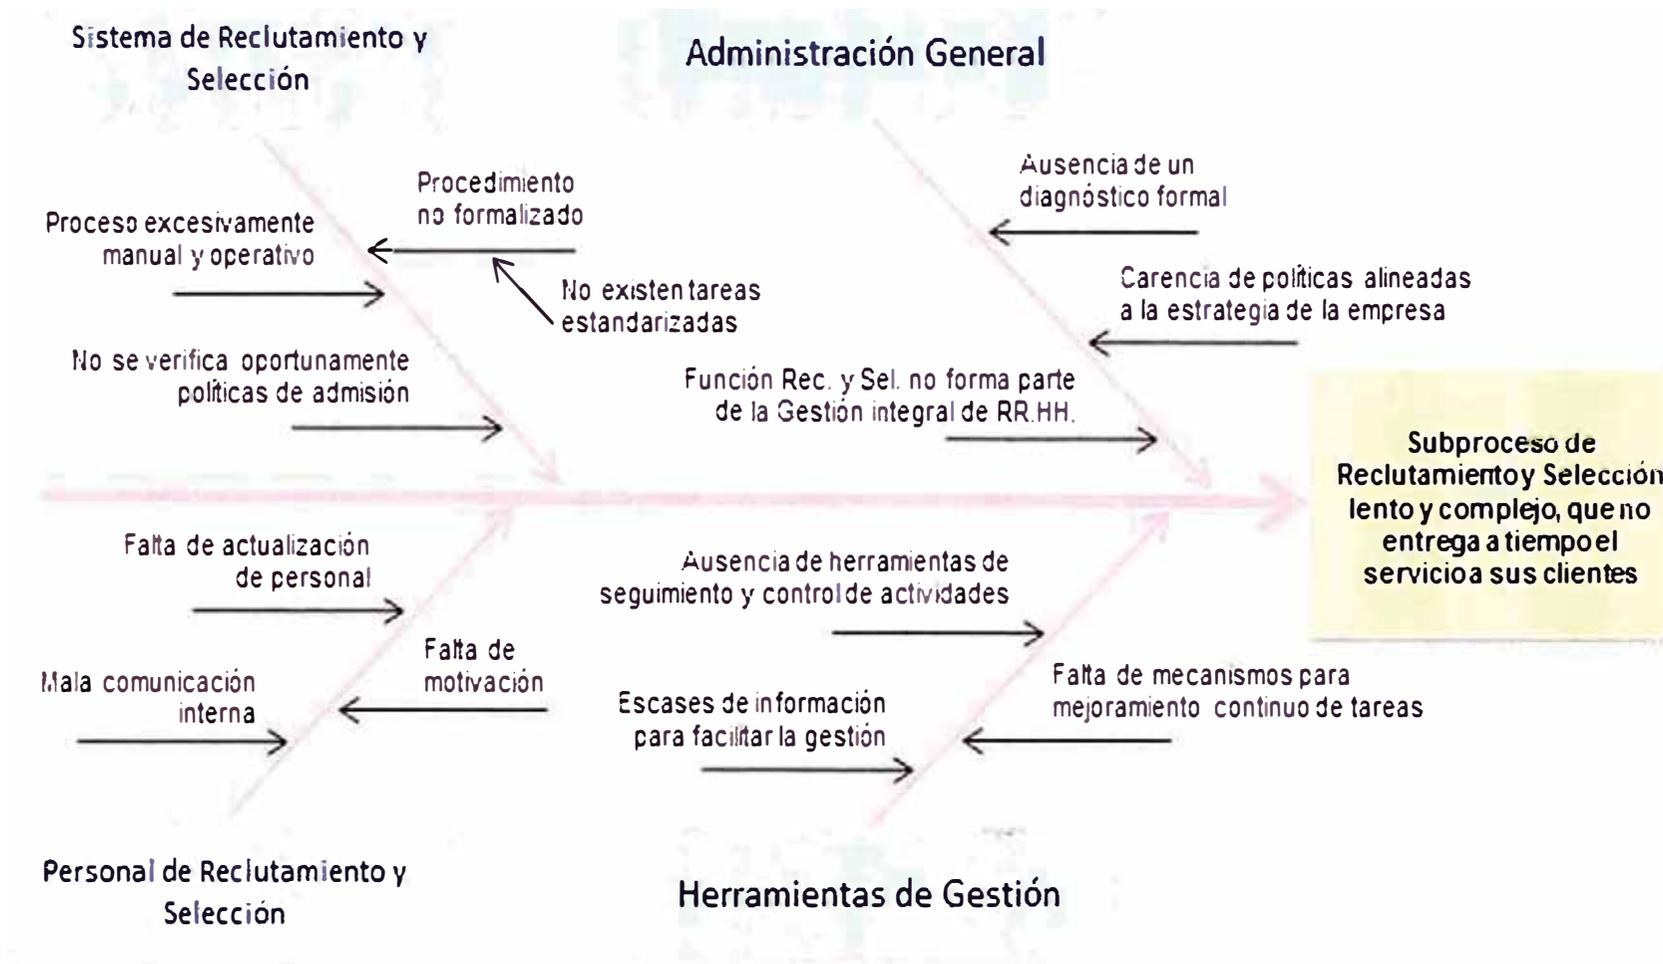 Sistema de Reclutamiento y
Selección
Administración General
Procedimiento
no formalizado
Proceso excesivamente
manual y operativo
No existen tareas
estandarizadas
No se verifica oportunamente
políticas de admisión
Ausencia de un
diagnóstico formal
Carencia de políticas alineadas
a la estrategia de la empresa
Función Rec. y Sel. no forma parte
de la Gestión integral de RR.HH.
Subproceso de
Reclutamiento y Selección
lento y complejo, que no
entrega a tiempo el
servicio a sus clientes
Falta de actualización
de personal
Mala comunicación
interna
Falta de
motivación
Ausencia de herramientas de
seguimiento y control de actividades
Escases de información
para facilitar la gestión
Falta de mecanismos para
mejoramiento continuo de tareas
Personal de Reclutamiento y
Selección
Herramientas de Gestión